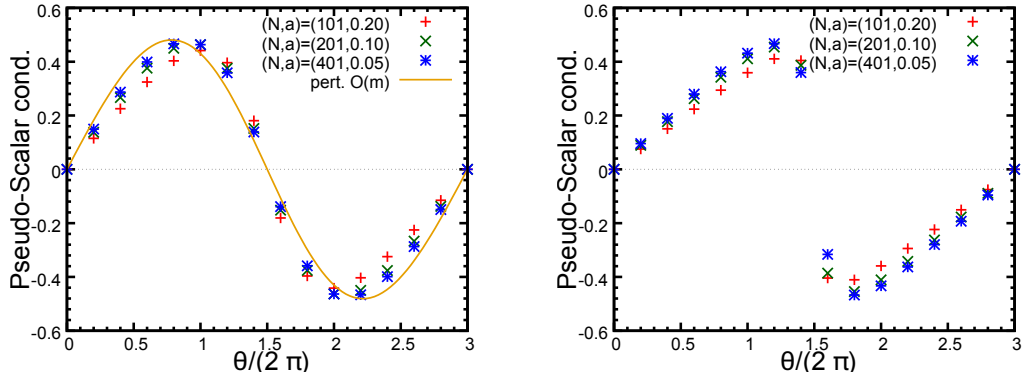 Pseudo-Scalar cond.
0.6
0.4
0.2
0
-0.2
-0.4
-0.6
(N,a)=(101,0.20)
(N,a)=(201,0.10)
(N,a)=(401,0.05)
pert. O(m)
0 0.5 1 1.5 2 2.5 3
θ/(2 π)
Pseudo-Scalar cond.
0.6
0.4
0.2
0
-0.2
-0.4
-0.6
(N,a)=(101,0.20)
(N,a)=(201,0.10)
(N,a)=(401,0.05)
0 0.5 1 1.5 2 2.5 3
θ/(2 π)